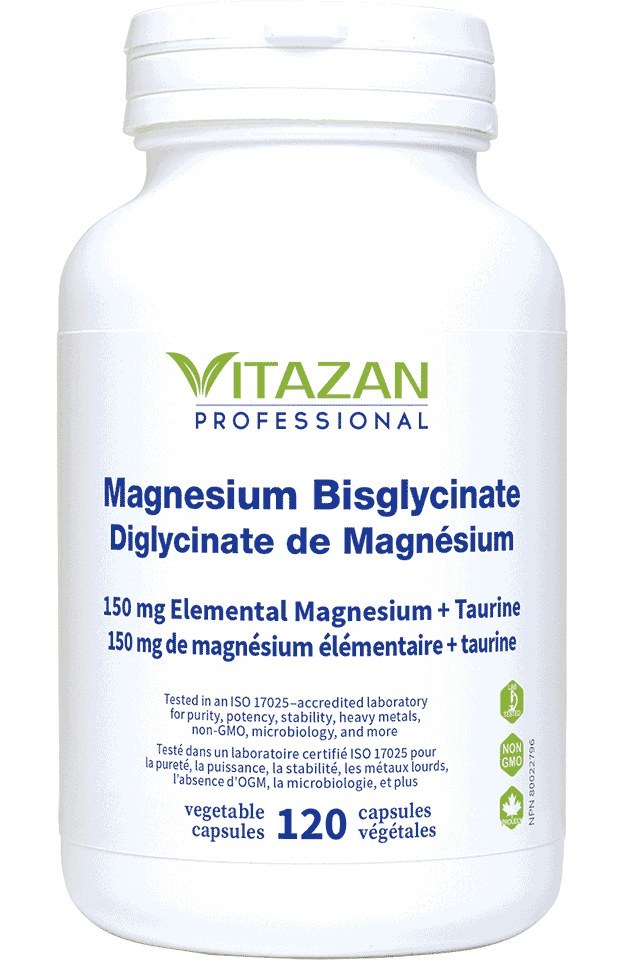 VITAZAN
PROFESSIONAL
Magnesium Bisglycinate
Diglycinate de Magnésium
150 mg Elemental Magnesium + Taurine
150 mg de magnésium élémentaire + taurine
Tested in an ISO 17025–accredited laboratory
for purity, potency, stability, heavy metals,
non-GMO, microbiology, and more
Testé dans un laboratoire certifié ISO 17025 pour
la pureté, la puissance, la stabilité, les métaux lourds,
l'absence d'OGM, la microbiologie, et plus
vegetable
capsules
120
capsules
végétales
LAB
TESTED
NON
GMO
NPN 80022796